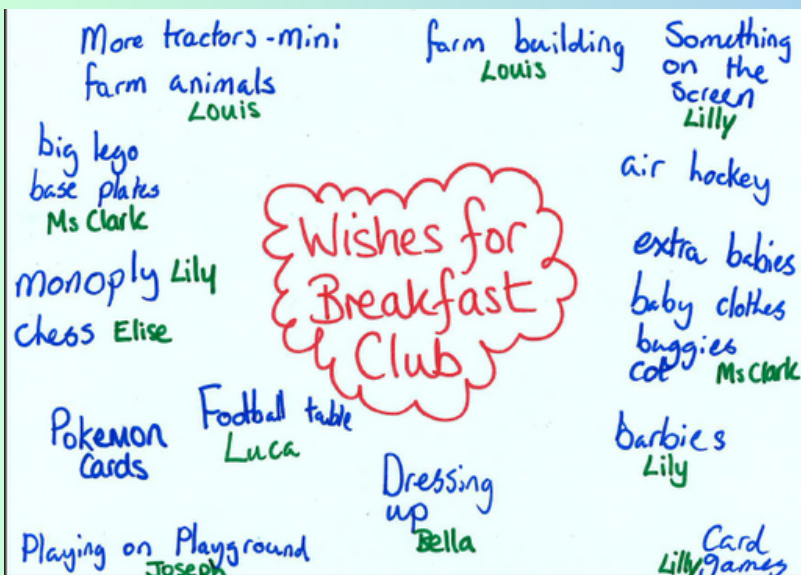 More tractors - mini
farm animals
Louis
farm building
Louis
Something
on the
screen
Lilly
big lego
base plates
Ms Clark
air hockey
Wishes for
Breakfast
Club
monoply Lily
chess Elise
extra babies
baby clothes
buggies
cot Ms Clark
Pokemon
Cards
Football table
Luca
Dressing
up
Bella
barbies
Lily
Playing on Playground
Joseph
Card
Lilly games